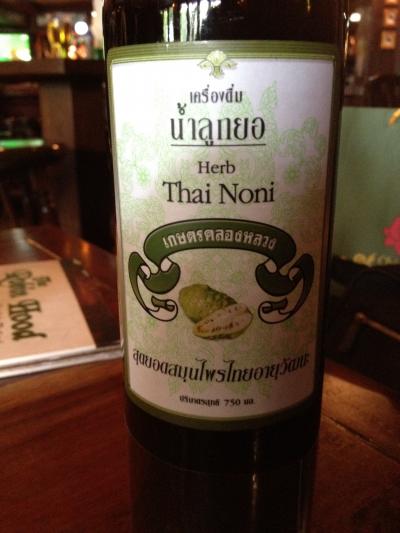 เครื่องดื่ม
น้ำลูกยอ
Herb
Thai Noni
เกษตรคลองหลวง
สุดยอดสมุนไพรไทยอายุวัฒนะ
ปริมาตรสุทธิ 750 มล.
The
Robin Hood